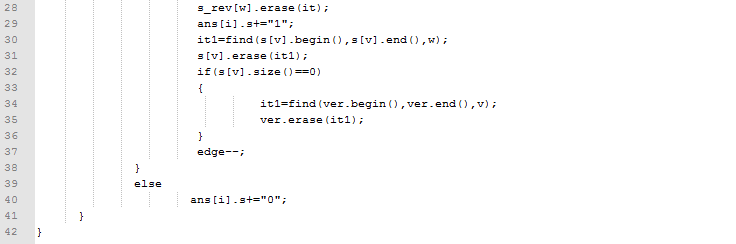 28 s_rev[w].erase(it);
29 ans[i].s+="1";
30 it1=find(s[v].begin(),s[v].end(),w);
31 s[v].erase(it1);
32 if(s[v].size()==0)
33 {
34 it1=find(ver.begin(),ver.end(),v);
35 ver.erase(it1);
36 }
37 edge--;
38 }
39 else
40 ans[i].s+="0";
41 }
42 }